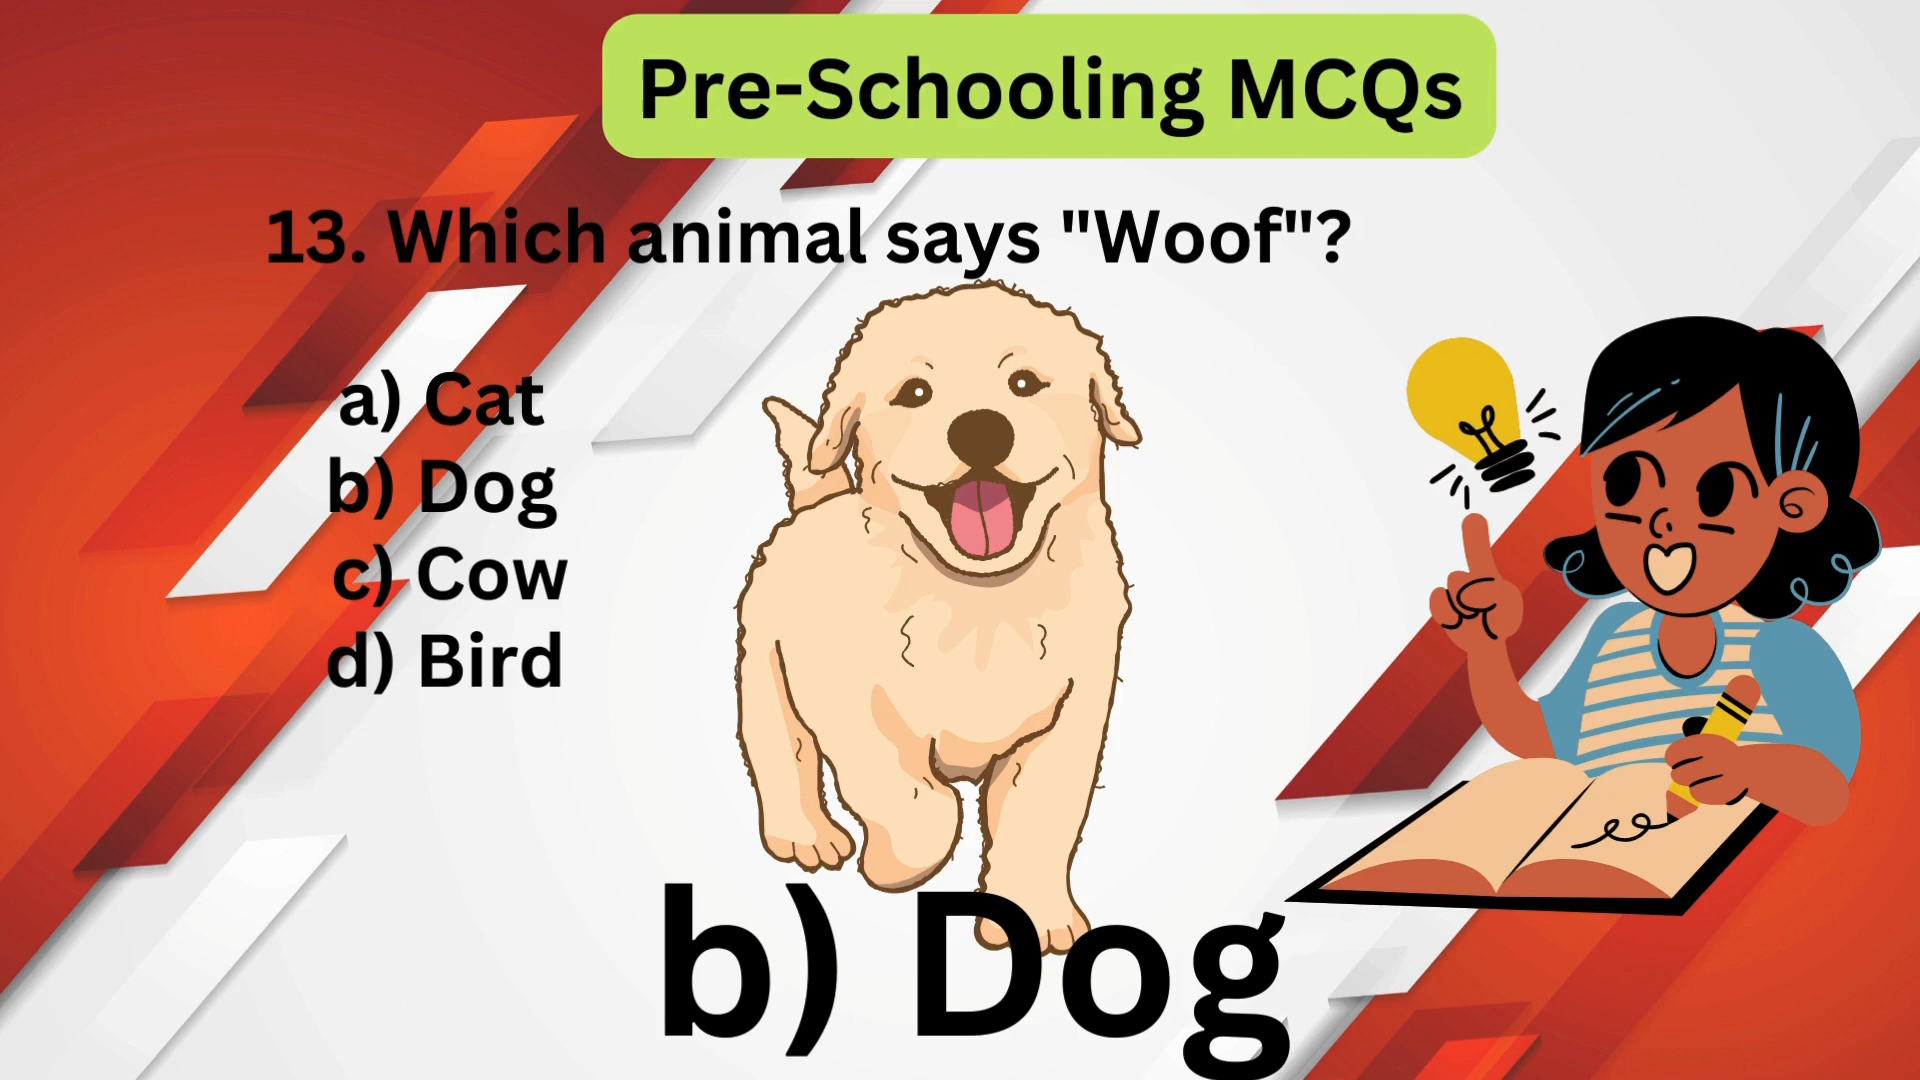 Pre-Schooling MCQs
13. Which animal says "Woof"?
a) Cat
b) Dog
c) Cow
d) Bird
b) Dog